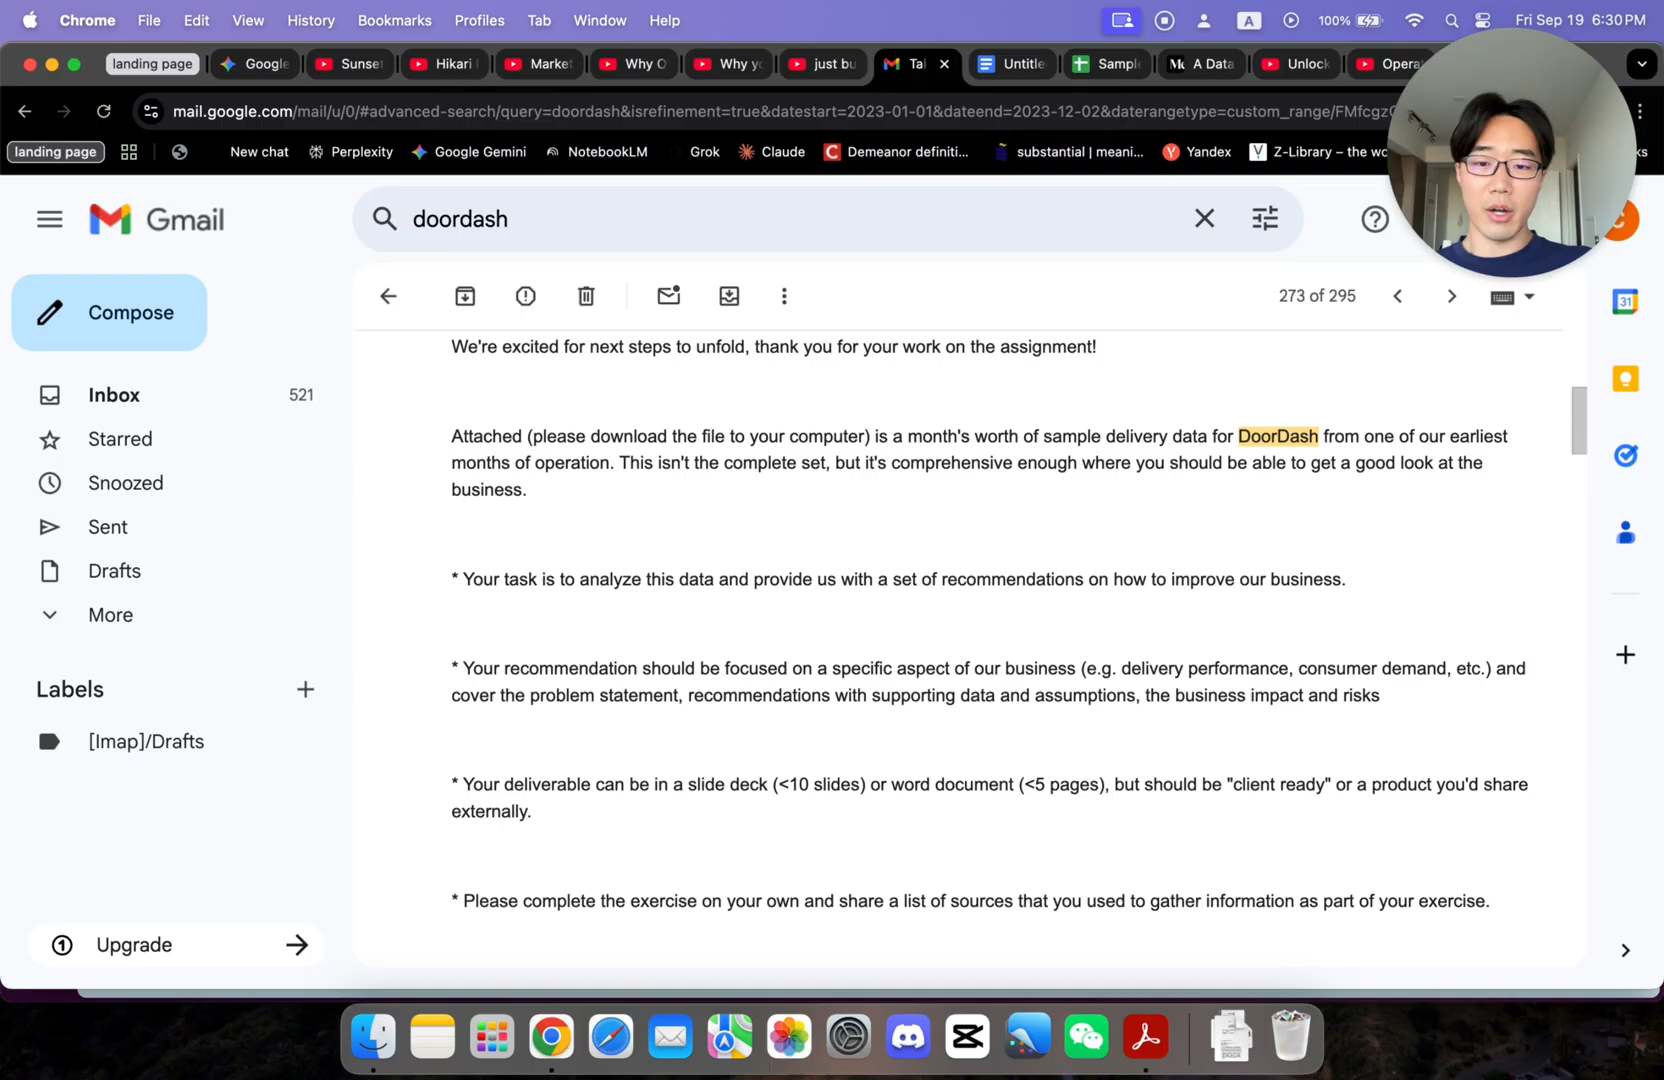 Chrome File Edit View History Bookmarks Profiles Tab Window Help A 100% Fri Sep 19 6:30 PM
landing page Google Sunset Hikari Market Why O Why yo just bu Tal Untitle Sample A Data Unlock Opera
mail.google.com/mail/u/0/#advanced-search/query=doordash&isrefinement=true&datestart=2023-01-01&dateend=2023-12-02&daterangetype=custom_range/FMfcgz
landing page New chat Perplexity Google Gemini NotebookLM Grok Claude Demeanor definiti... substantial | meani... Yandex Z-Library – the wo ks
Gmail
doordash
Compose
273 of 295
31
Inbox 521
Starred
Snoozed
Sent
Drafts
More
Labels
[Imap]/Drafts
Upgrade
We're excited for next steps to unfold, thank you for your work on the assignment!
Attached (please download the file to your computer) is a month's worth of sample delivery data for DoorDash from one of our earliest
months of operation. This isn't the complete set, but it's comprehensive enough where you should be able to get a good look at the
business.
* Your task is to analyze this data and provide us with a set of recommendations on how to improve our business.
* Your recommendation should be focused on a specific aspect of our business (e.g. delivery performance, consumer demand, etc.) and
cover the problem statement, recommendations with supporting data and assumptions, the business impact and risks
* Your deliverable can be in a slide deck (<10 slides) or word document (<5 pages), but should be "client ready" or a product you'd share
externally.
* Please complete the exercise on your own and share a list of sources that you used to gather information as part of your exercise.